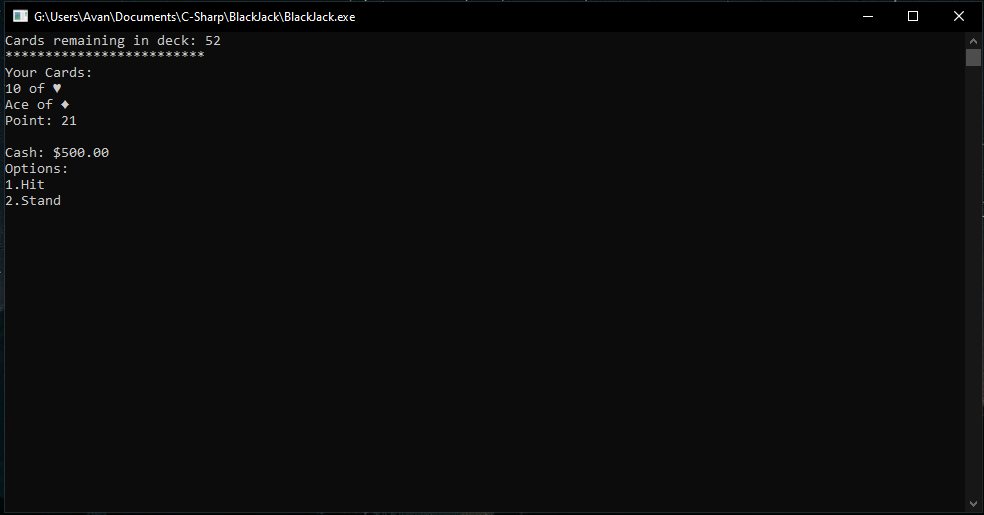 G:\Users\Avan\Documents\C-Sharp\BlackJack\BlackJack.exe
Cards remaining in deck: 52
*************************
Your Cards:
10 of ♥
Ace of ♦
Point: 21
Cash: $500.00
Options:
1.Hit
2.Stand